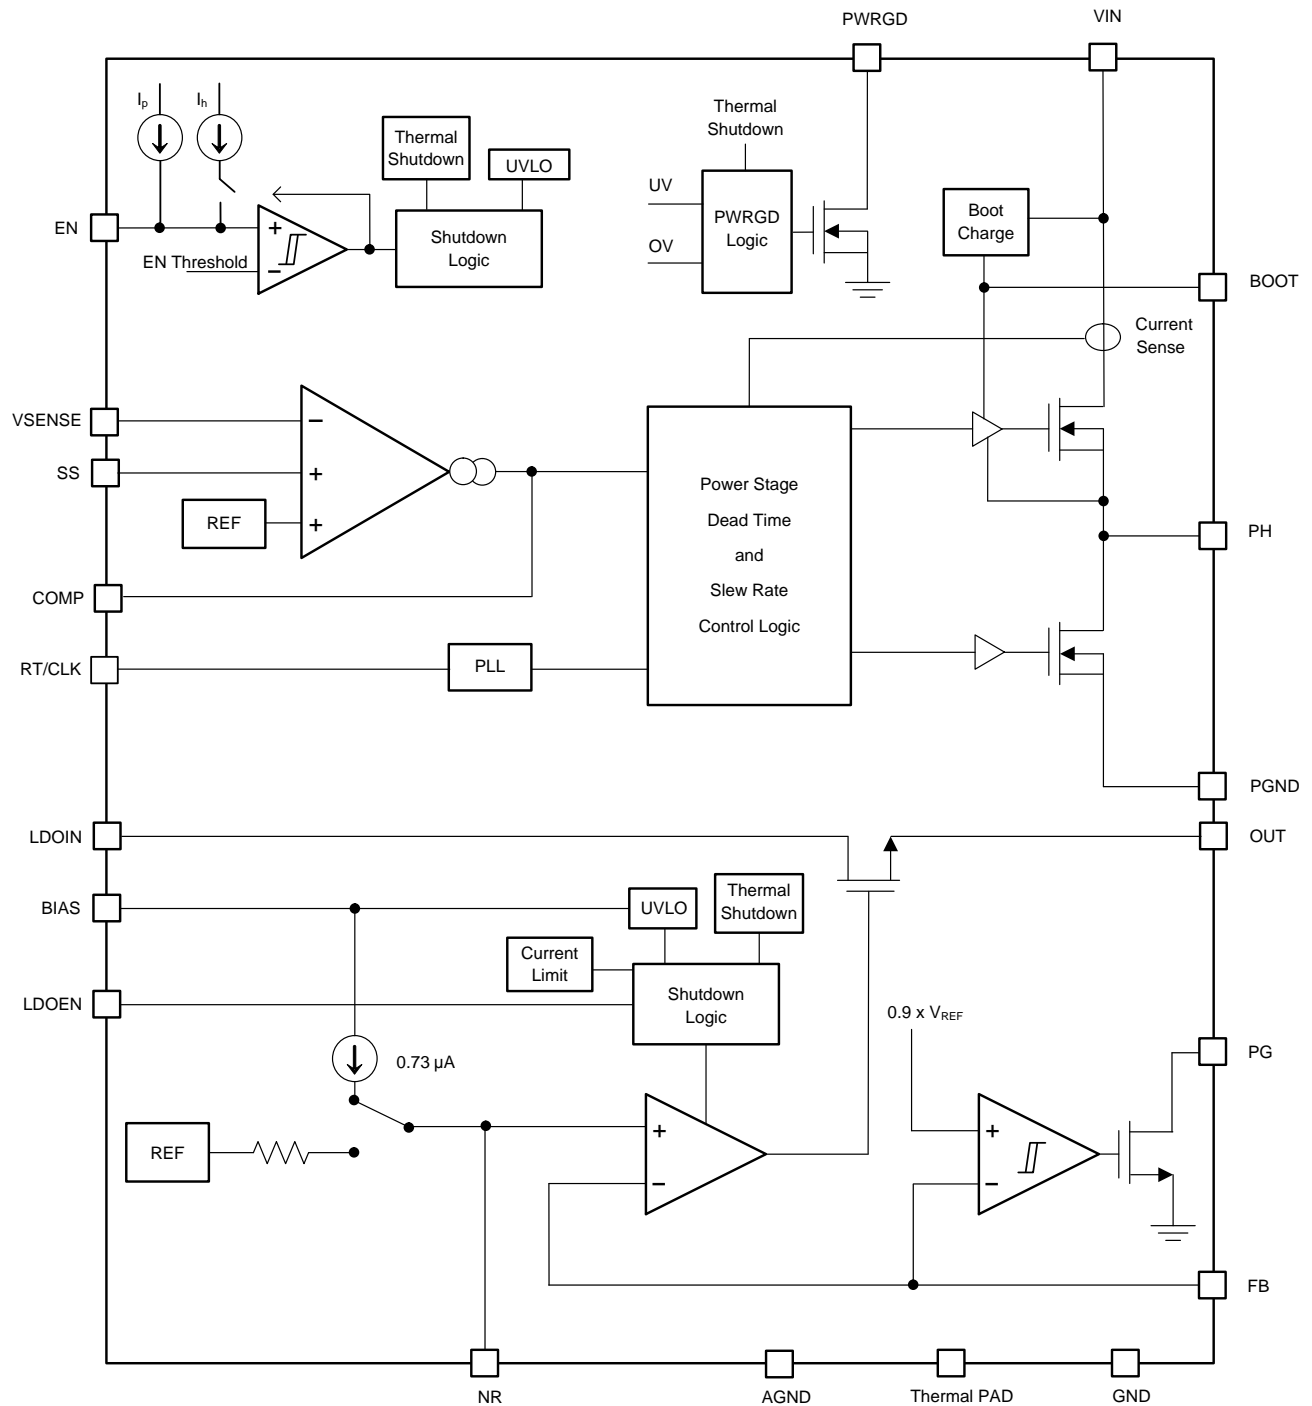 PWRGD
VIN
Ip
Ih
Thermal
Shutdown
UVLO
Thermal
Shutdown
UV
OV
PWRGD
Logic
Boot
Charge
EN
+
EN Threshold
−
Shutdown
Logic
BOOT
Current
Sense
VSENSE
−
SS
+
REF
+
COMP
RT/CLK
PLL
Power Stage
Dead Time
and
Slew Rate
Control Logic
PH
PGND
LDOIN
OUT
BIAS
UVLO
Thermal
Shutdown
Current
Limit
LDOEN
Shutdown
Logic
0.9 x VREF
0.73 µA
PG
REF
+
−
+
−
FB
NR
AGND
Thermal PAD
GND